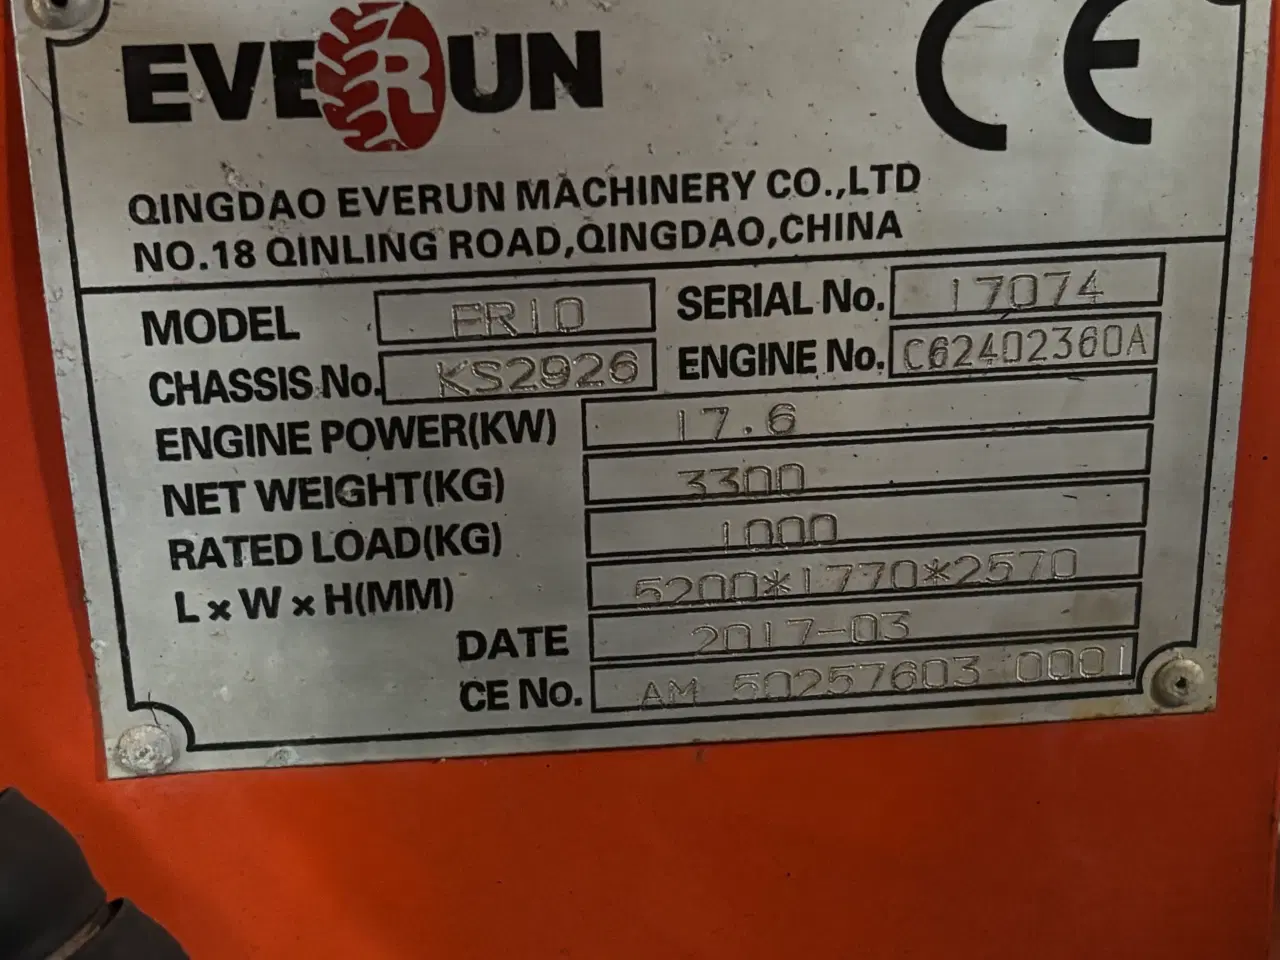 EVERUN CE
QINGDAO EVERUN MACHINERY CO.,LTD
NO.18 QINLING ROAD,QINGDAO,CHINA
MODEL ER10 SERIAL No. 17074
CHASSIS No. KS2926 ENGINE No. C62402360A
ENGINE POWER(KW) 17.6
NET WEIGHT(KG) 3300
RATED LOAD(KG) 1000
L×W×H(MM) 5200*1770*2570
DATE 2017-03
CE No. AM 50257603 0001